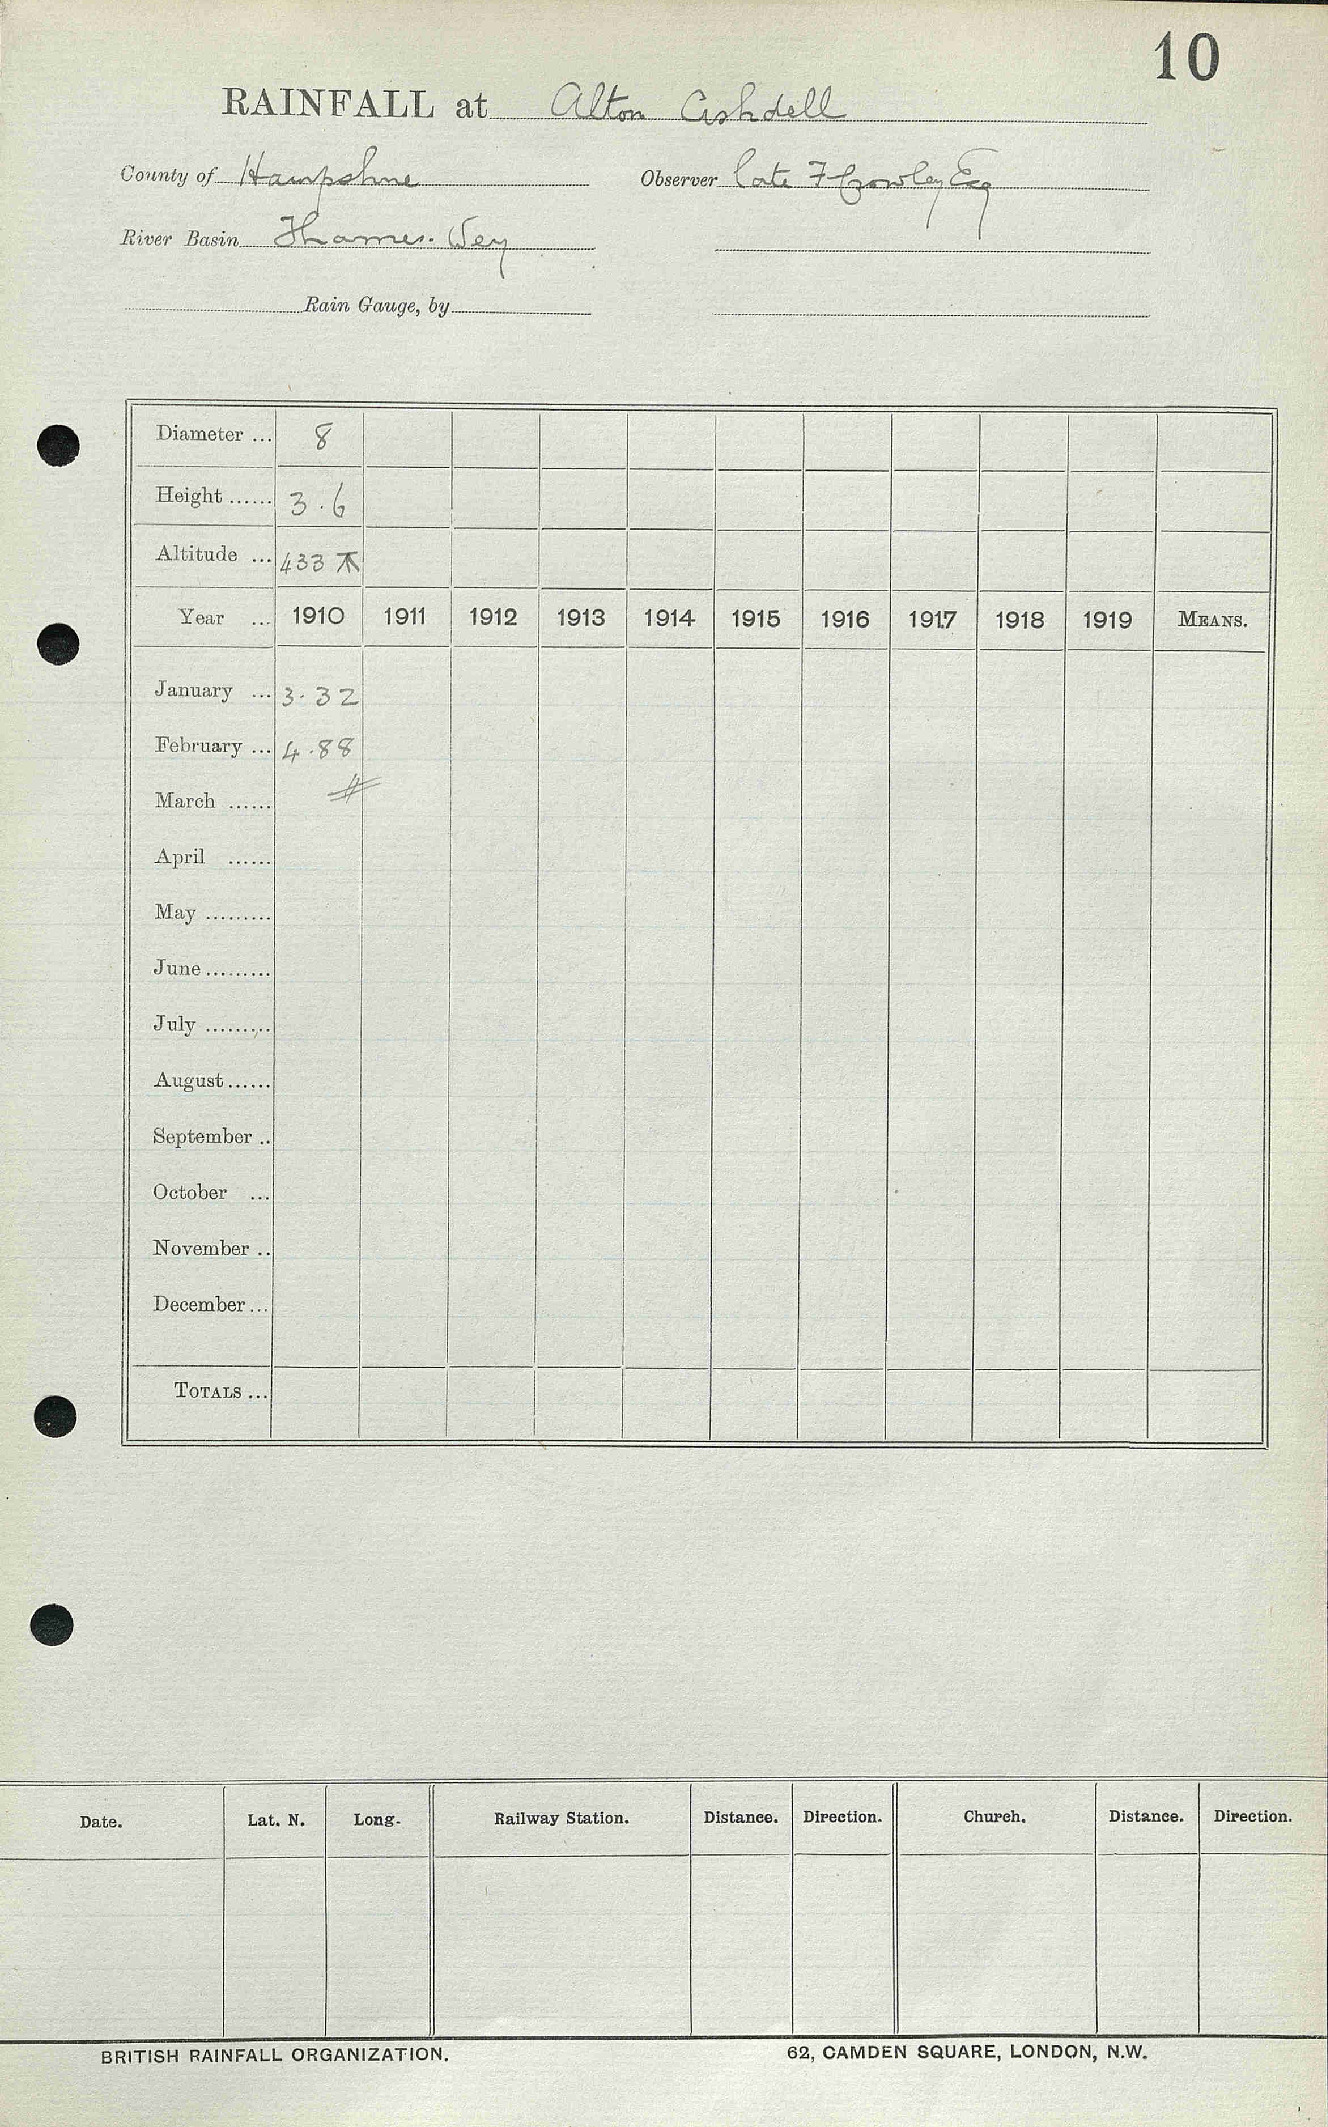 10
RAINFALL at Alton Ashdell
County of Hampshire Observer late F Crowley Esq
River Basin Thames. Wey
Rain Gauge, by
Diameter ... 8
Height ...... 3.6
Altitude ... 433
Year ... 1910 1911 1912 1913 1914 1915 1916 1917 1918 1919 MEANS.
January ... 3.32
February ... 4.88
March ...... #
April ......
May .........
June .........
July .........
August ......
September ..
October ...
November ..
December ...
TOTALS ...
Date. Lat. N. Long. Railway Station. Distance. Direction. Church. Distance. Direction.
BRITISH RAINFALL ORGANIZATION. 62, CAMDEN SQUARE, LONDON, N.W.